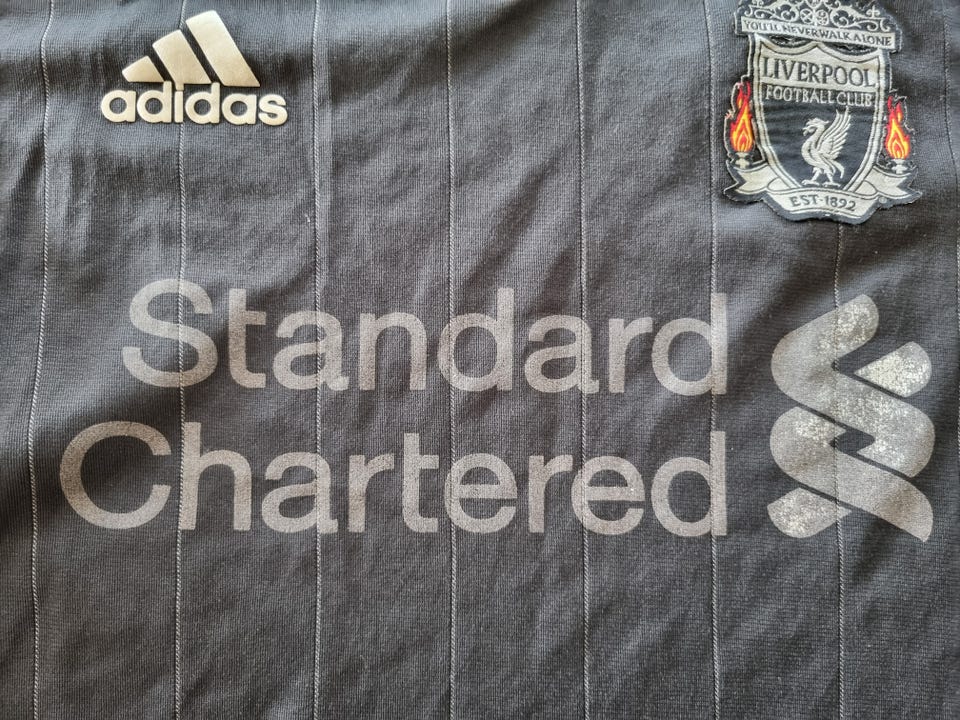 adidas
YOU'LL NEVER WALK ALONE
LIVERPOOL
FOOTBALL CLUB
EST·1892
Standard
Chartered